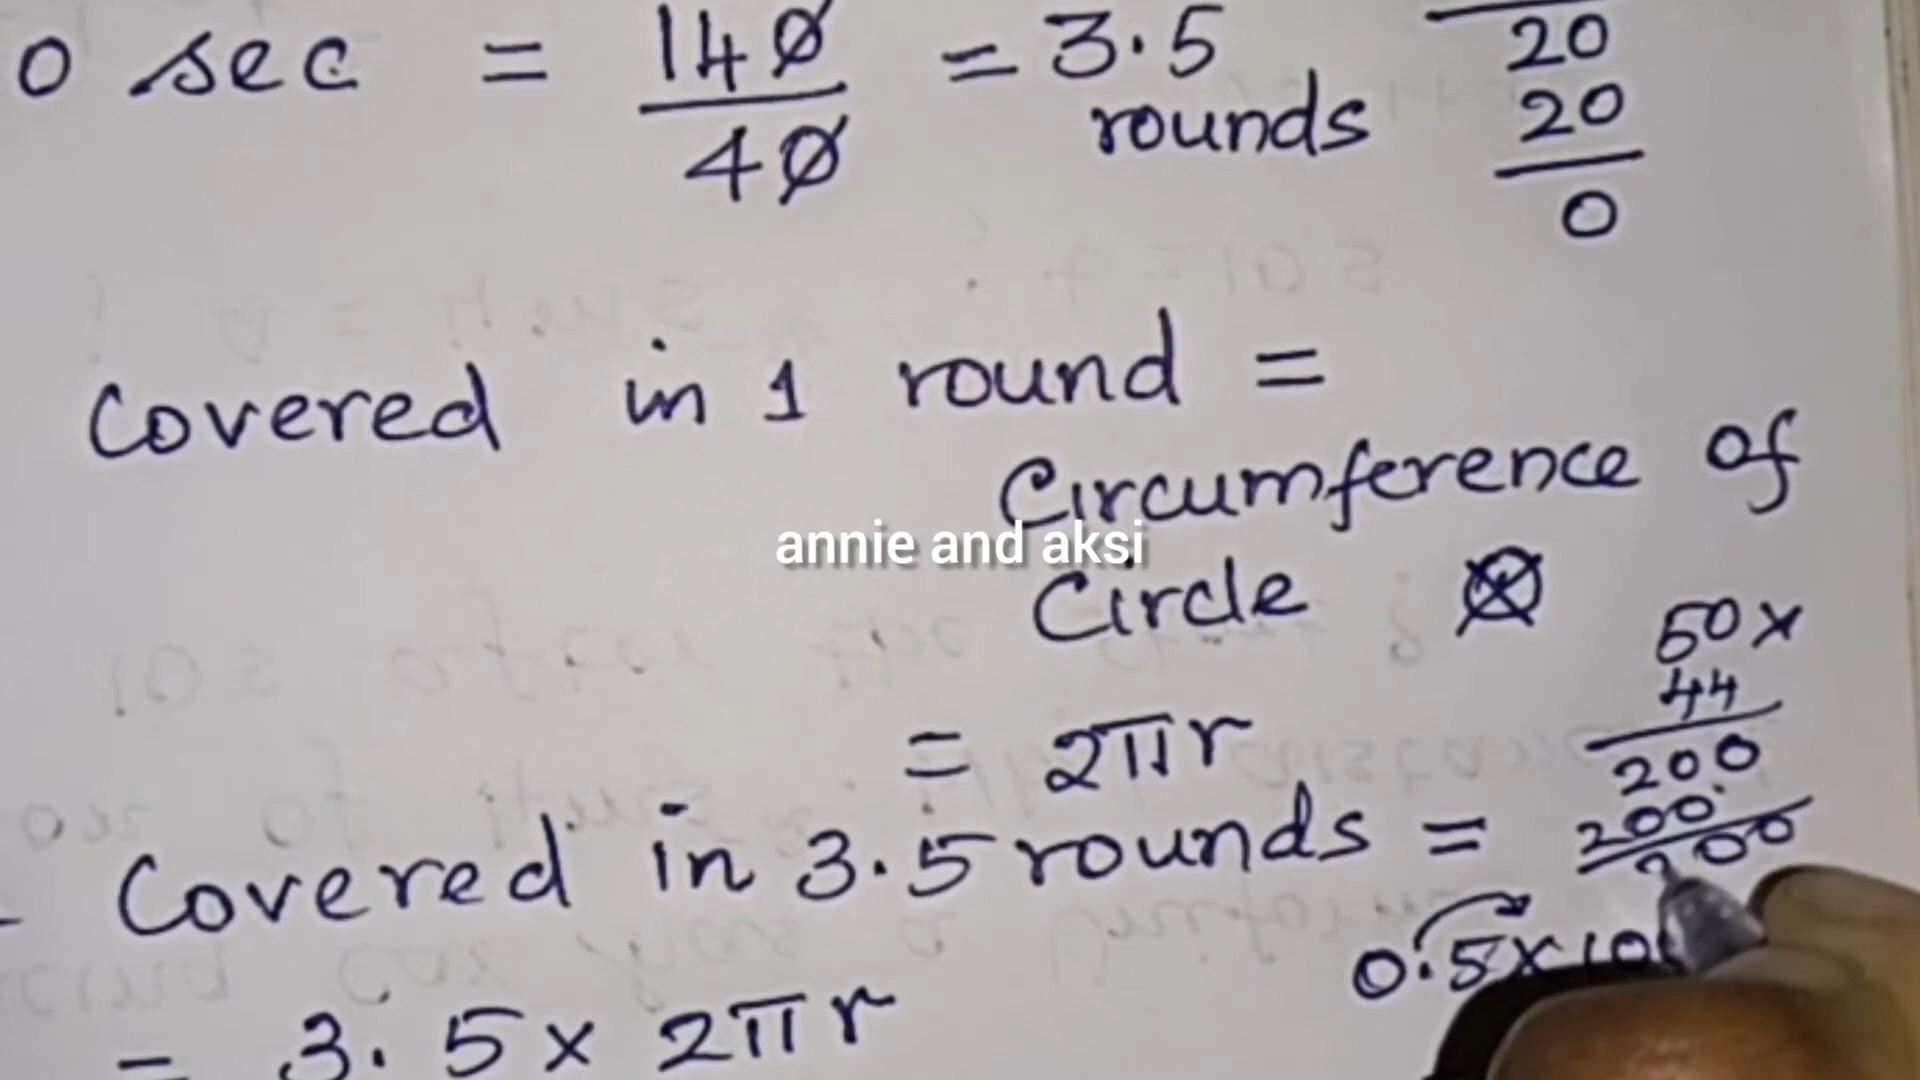 0 sec = 140/40 = 3.5
rounds
20
20
0
Covered in 1 round =
Circumference of
annie and aksi
Circle
= 2πr
50×
44
200
200
Covered in 3.5 rounds =
0.5×10
= 3.5× 2πr